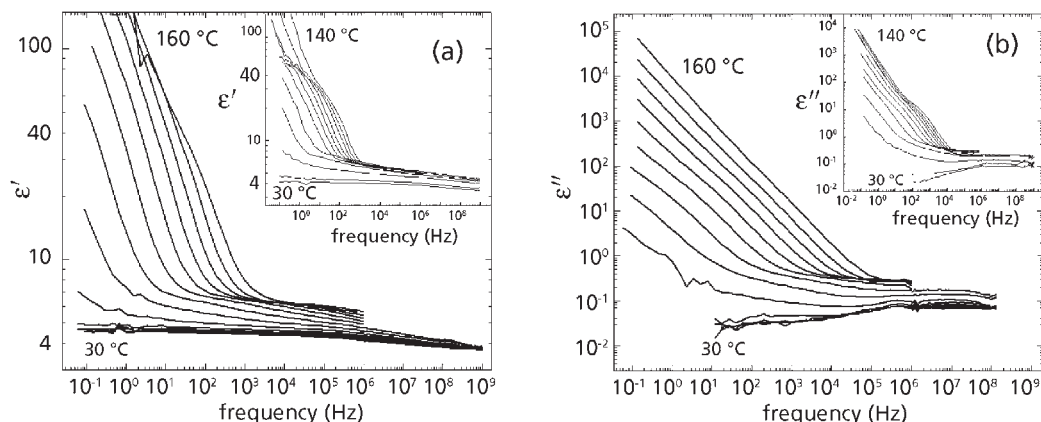 (a)
160 °C
100
40
10
4
ε'
10⁻¹ 10⁰ 10¹ 10² 10³ 10⁴ 10⁵ 10⁶ 10⁷ 10⁸ 10⁹
frequency (Hz)
30 °C
140 °C
100
40
10
4
ε'
30 °C
10⁰ 10² 10⁴ 10⁶ 10⁸
frequency (Hz)
(b)
160 °C
10⁵
10⁴
10³
10²
10¹
10⁰
10⁻¹
10⁻²
ε''
10⁻¹ 10⁰ 10¹ 10² 10³ 10⁴ 10⁵ 10⁶ 10⁷ 10⁸ 10⁹
frequency (Hz)
30 °C
140 °C
10⁴
10³
10²
10¹
10⁰
10⁻¹
10⁻²
ε''
30 °C
10⁻² 10⁰ 10² 10⁴ 10⁶ 10⁸
frequency (Hz)